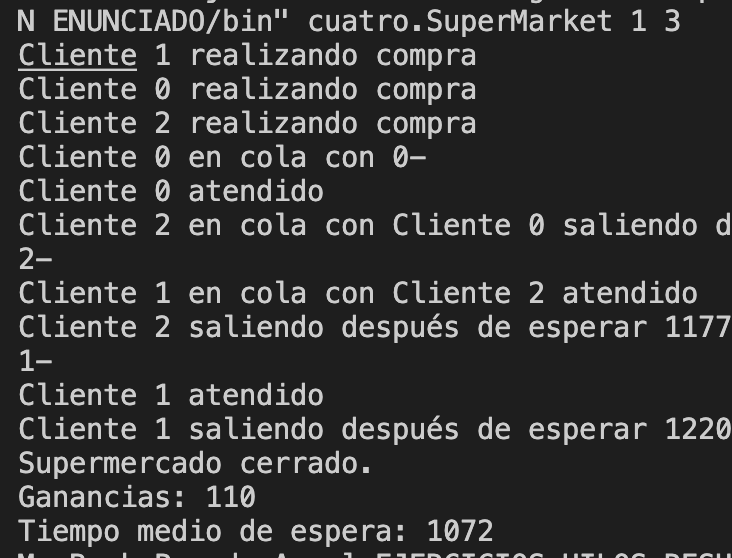 N ENUNCIADO/bin" cuatro.SuperMarket 1 3
Cliente 1 realizando compra
Cliente 0 realizando compra
Cliente 2 realizando compra
Cliente 0 en cola con 0-
Cliente 0 atendido
Cliente 2 en cola con Cliente 0 saliendo d
2-
Cliente 1 en cola con Cliente 2 atendido
Cliente 2 saliendo después de esperar 1177
1-
Cliente 1 atendido
Cliente 1 saliendo después de esperar 1220
Supermercado cerrado.
Ganancias: 110
Tiempo medio de espera: 1072